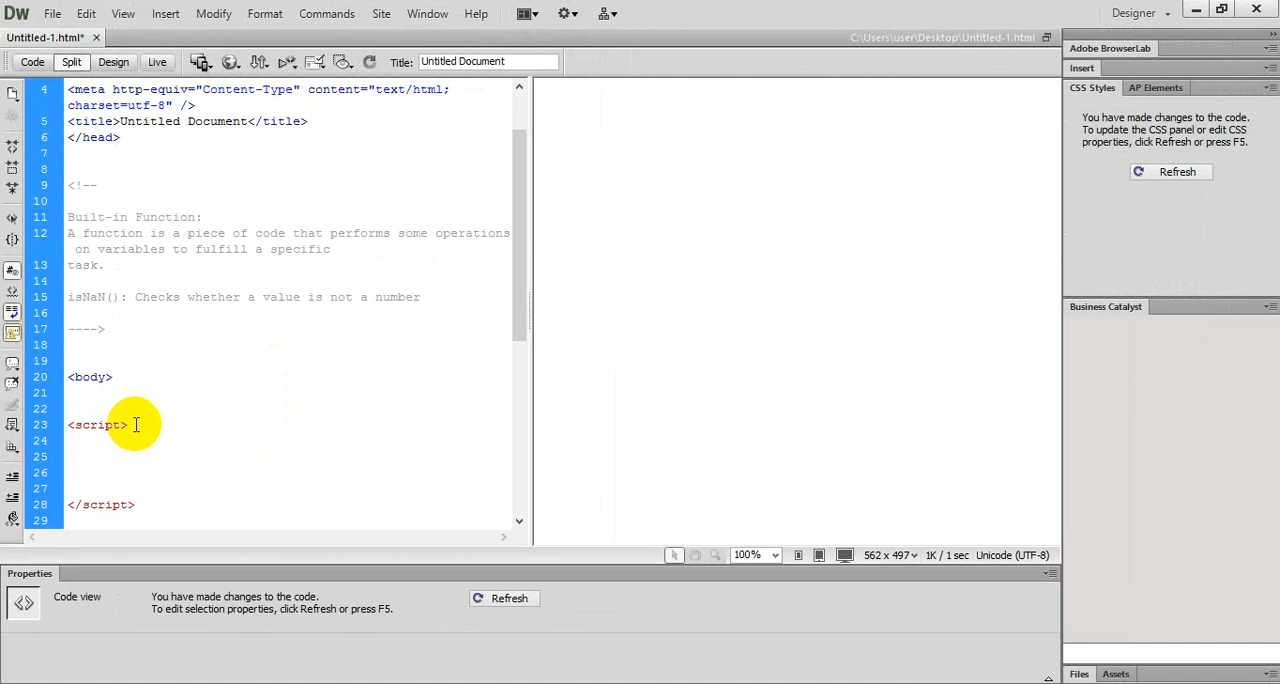 Dw File Edit View Insert Modify Format Commands Site Window Help Designer
Untitled-1.html* C:\Users\user\Desktop\Untitled-1.html
Code Split Design Live Title: Untitled Document
Adobe BrowserLab
Insert
CSS Styles AP Elements
You have made changes to the code.
To update the CSS panel or edit CSS
properties, click Refresh or press F5.
Refresh
Business Catalyst
4 <meta http-equiv="Content-Type" content="text/html;
charset=utf-8" />
5 <title>Untitled Document</title>
6 </head>
7
8
9 <!--
10
11 Built-in Function:
12 A function is a piece of code that performs some operations
on variables to fulfill a specific
13 task.
14
15 isNaN(): Checks whether a value is not a number
16
17 ---->
18
19
20 <body>
21
22
23 <script>
24
25
26
27
28 </script>
29
100% 562 x 497 1K / 1 sec Unicode (UTF-8)
Properties
Code view
You have made changes to the code.
To edit selection properties, click Refresh or press F5.
Refresh
Files Assets